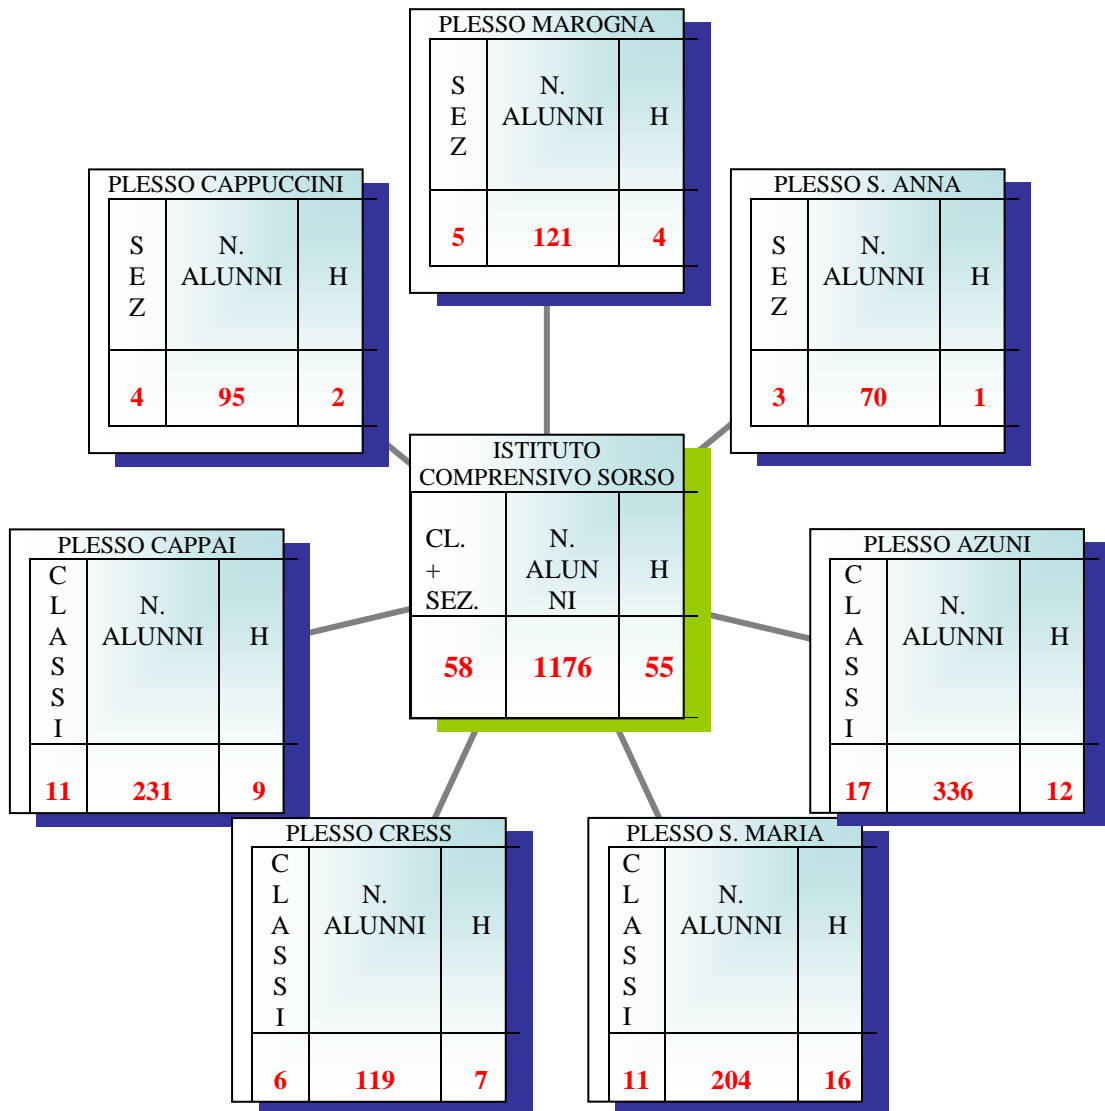 PLESSO MAROGNA
S
E
Z
N.
ALUNNI
H
5 121 4
PLESSO CAPPUCCINI
S
E
Z
N.
ALUNNI
H
4 95 2
PLESSO S. ANNA
S
E
Z
N.
ALUNNI
H
3 70 1
ISTITUTO
COMPRENSIVO SORSO
CL.
+
SEZ.
N.
ALUN
NI
H
58 1176 55
PLESSO CAPPAI
C
L
A
S
S
I
N.
ALUNNI
H
11 231 9
PLESSO AZUNI
C
L
A
S
S
I
N.
ALUNNI
H
17 336 12
PLESSO CRESS
C
L
A
S
S
I
N.
ALUNNI
H
6 119 7
PLESSO S. MARIA
C
L
A
S
S
I
N.
ALUNNI
H
11 204 16